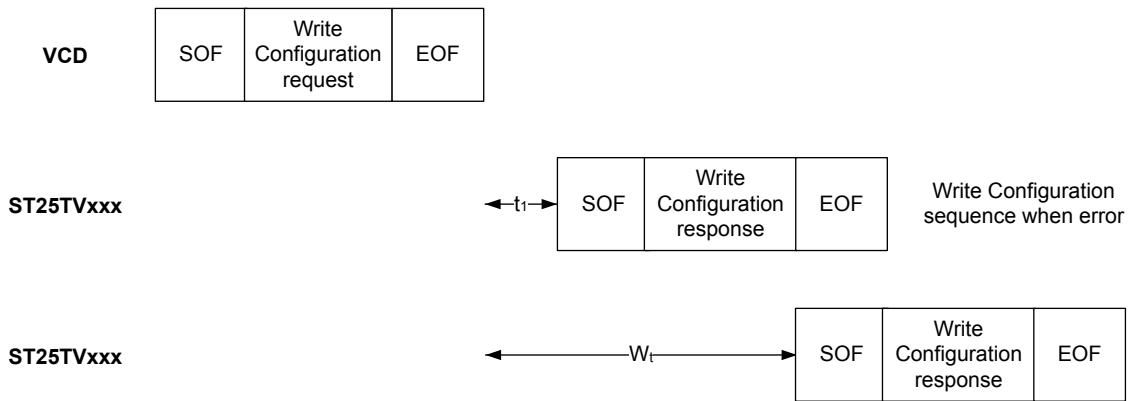 VCD
SOF
Write
Configuration
request
EOF
ST25TVxxx
t1
SOF
Write
Configuration
response
EOF
Write Configuration
sequence when error
ST25TVxxx
Wt
SOF
Write
Configuration
response
EOF